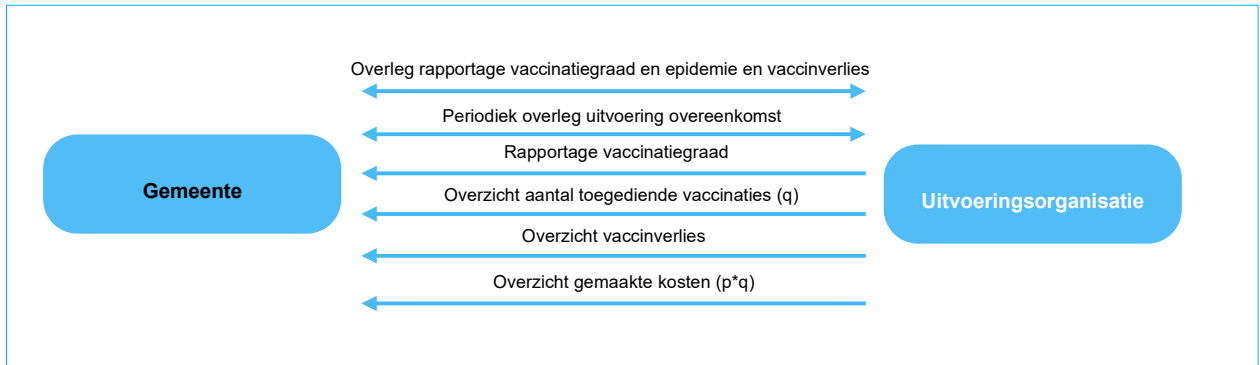 Overleg rapportage vaccinatiegraad en epidemie en vaccinverlies
Periodiek overleg uitvoering overeenkomst
Rapportage vaccinatiegraad
Gemeente
Overzicht aantal toegediende vaccinaties (q)
Uitvoeringsorganisatie
Overzicht vaccinverlies
Overzicht gemaakte kosten (p*q)